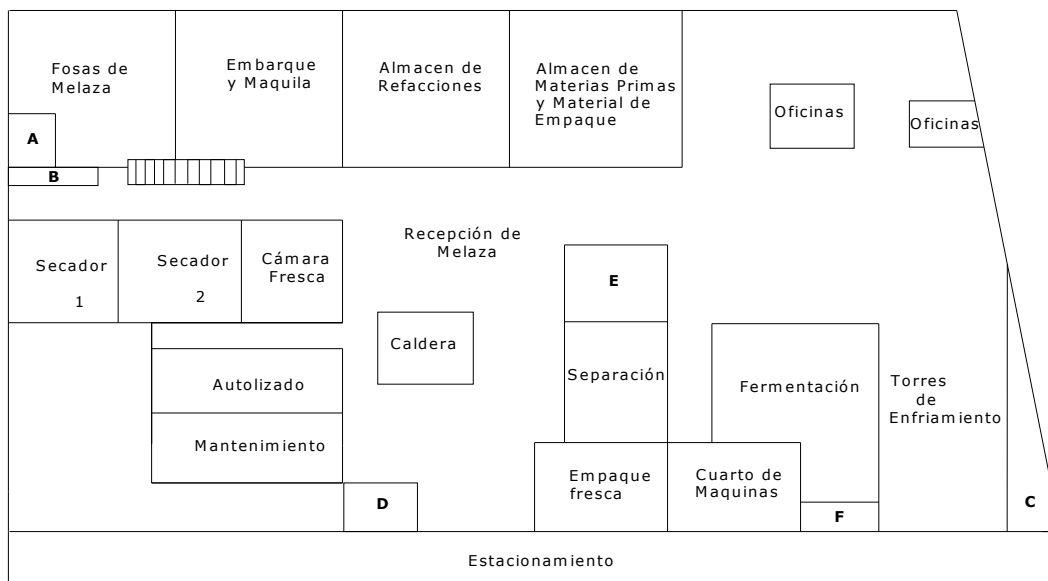 Fosas de
Melaza
Embarque
y Maquila
Almacen de
Refacciones
Almacen de
Materias Primas
y Material de
Empaque
Oficinas
Oficinas
A
B
Secador
1
Secador
2
Cámara
Fresca
Recepción de
Melaza
E
Caldera
Separación
Autolizado
Mantenimiento
Fermentación
Torres
de
Enfriamiento
D
Empaque
fresca
Cuarto de
Maquinas
F
C
Estacionamiento